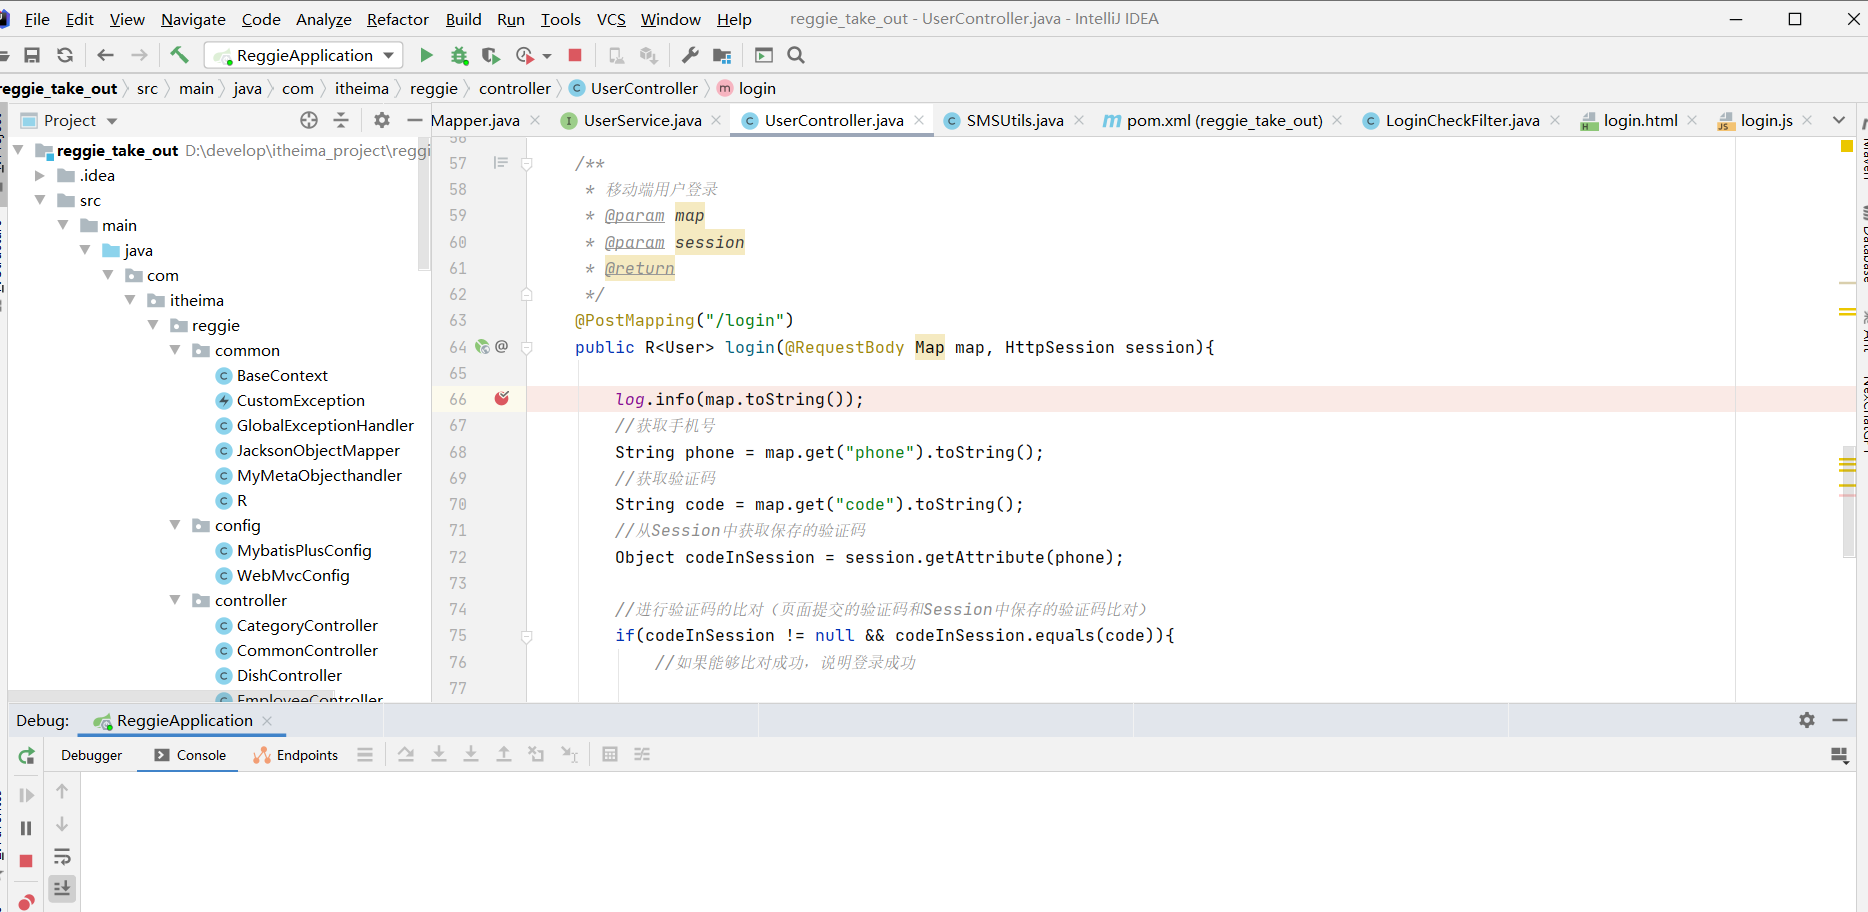 File Edit View Navigate Code Analyze Refactor Build Run Tools VCS Window Help reggie_take_out - UserController.java - IntelliJ IDEA
ReggieApplication
reggie_take_out src main java com itheima reggie controller UserController login
Project
Mapper.java UserService.java UserController.java SMSUtils.java pom.xml (reggie_take_out) LoginCheckFilter.java login.html login.js
reggie_take_out D:\develop\itheima_project\reggi
.idea
src
main
java
com
itheima
reggie
common
BaseContext
CustomException
GlobalExceptionHandler
JacksonObjectMapper
MyMetaObjecthandler
R
config
MybatisPlusConfig
WebMvcConfig
controller
CategoryController
CommonController
DishController
EmployeeController
56
57 /**
58 * 移动端用户登录
59 * @param map
60 * @param session
61 * @return
62 */
63 @PostMapping("/login")
64 @ public R<User> login(@RequestBody Map map, HttpSession session){
65
66 log.info(map.toString());
67 //获取手机号
68 String phone = map.get("phone").toString();
69 //获取验证码
70 String code = map.get("code").toString();
71 //从Session中获取保存的验证码
72 Object codeInSession = session.getAttribute(phone);
73
74 //进行验证码的比对（页面提交的验证码和Session中保存的验证码比对）
75 if(codeInSession != null && codeInSession.equals(code)){
76 //如果能够比对成功，说明登录成功
77
Maven
Database
Debug: ReggieApplication
Debugger Console Endpoints